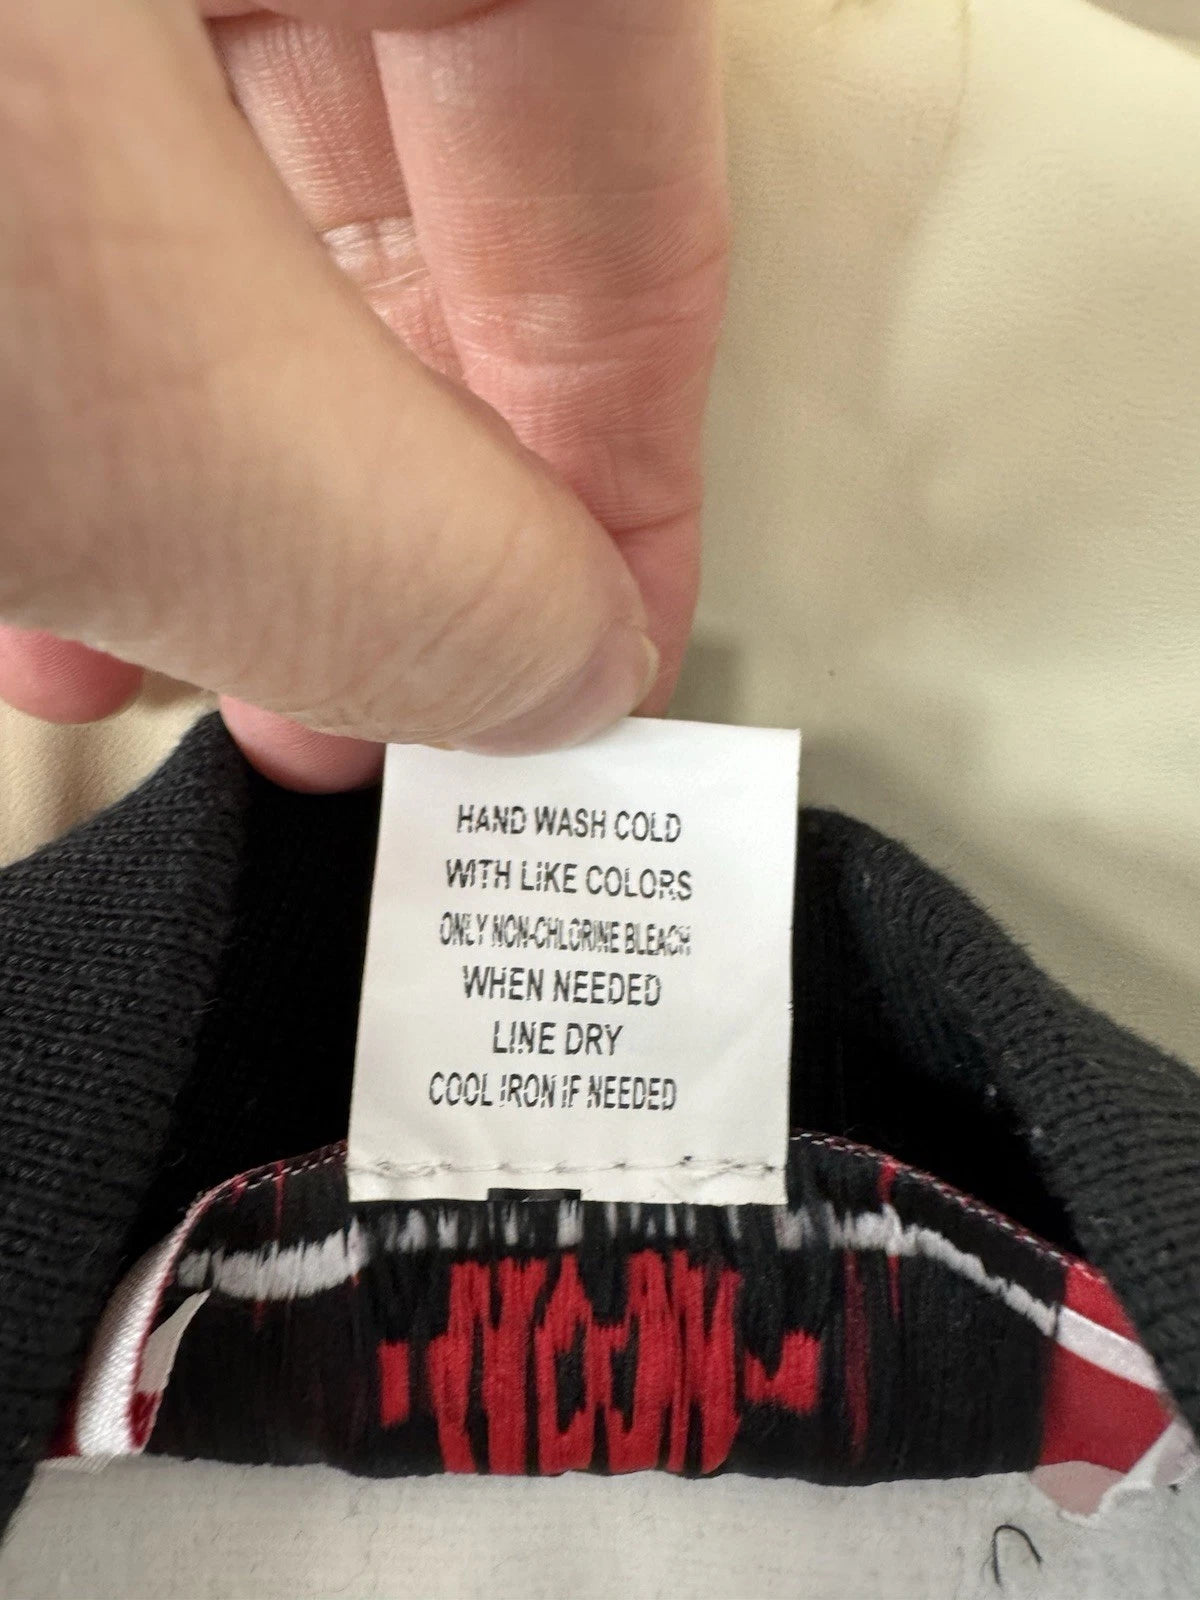 HAND WASH COLD
WITH LIKE COLORS
ONLY NON-CHLORINE BLEACH
WHEN NEEDED
LINE DRY
COOL IRON IF NEEDED